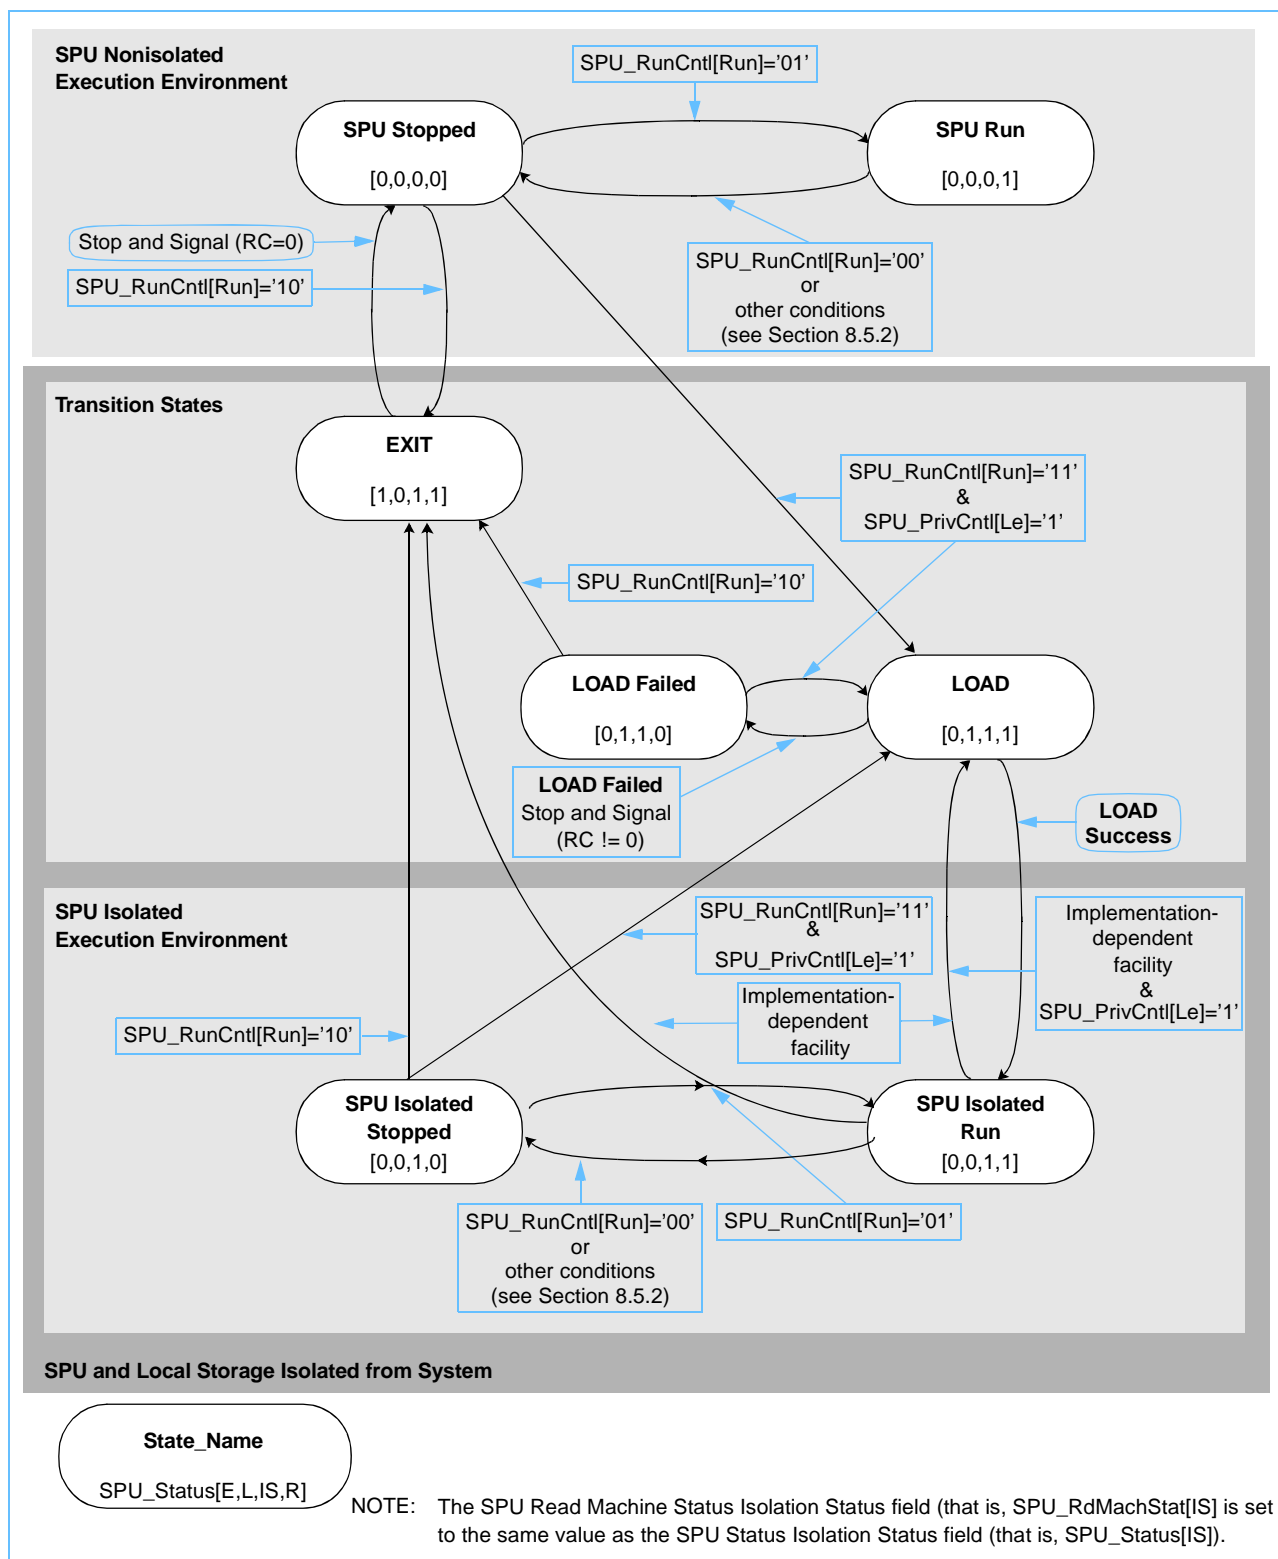 SPU Nonisolated
Execution Environment
SPU_RunCntl[Run]=’01’
SPU Stopped
[0,0,0,0]
SPU Run
[0,0,0,1]
Stop and Signal (RC=0)
SPU_RunCntl[Run]=’10’
SPU_RunCntl[Run]=’00’
or
other conditions
(see Section 8.5.2)
Transition States
EXIT
[1,0,1,1]
SPU_RunCntl[Run]=’11’
&
SPU_PrivCntl[Le]=’1’
SPU_RunCntl[Run]=’10’
LOAD Failed
[0,1,1,0]
LOAD
[0,1,1,1]
LOAD Failed
Stop and Signal
(RC != 0)
LOAD
Success
SPU Isolated
Execution Environment
SPU_RunCntl[Run]=’11’
&
SPU_PrivCntl[Le]=’1’
Implementation-
dependent
facility
&
SPU_PrivCntl[Le]=’1’
Implementation-
dependent
facility
SPU_RunCntl[Run]=’10’
SPU Isolated
Stopped
[0,0,1,0]
SPU Isolated
Run
[0,0,1,1]
SPU_RunCntl[Run]=’00’
or
other conditions
(see Section 8.5.2)
SPU_RunCntl[Run]=’01’
SPU and Local Storage Isolated from System
State_Name
SPU_Status[E,L,IS,R]
NOTE: The SPU Read Machine Status Isolation Status field (that is, SPU_RdMachStat[IS] is set
to the same value as the SPU Status Isolation Status field (that is, SPU_Status[IS]).